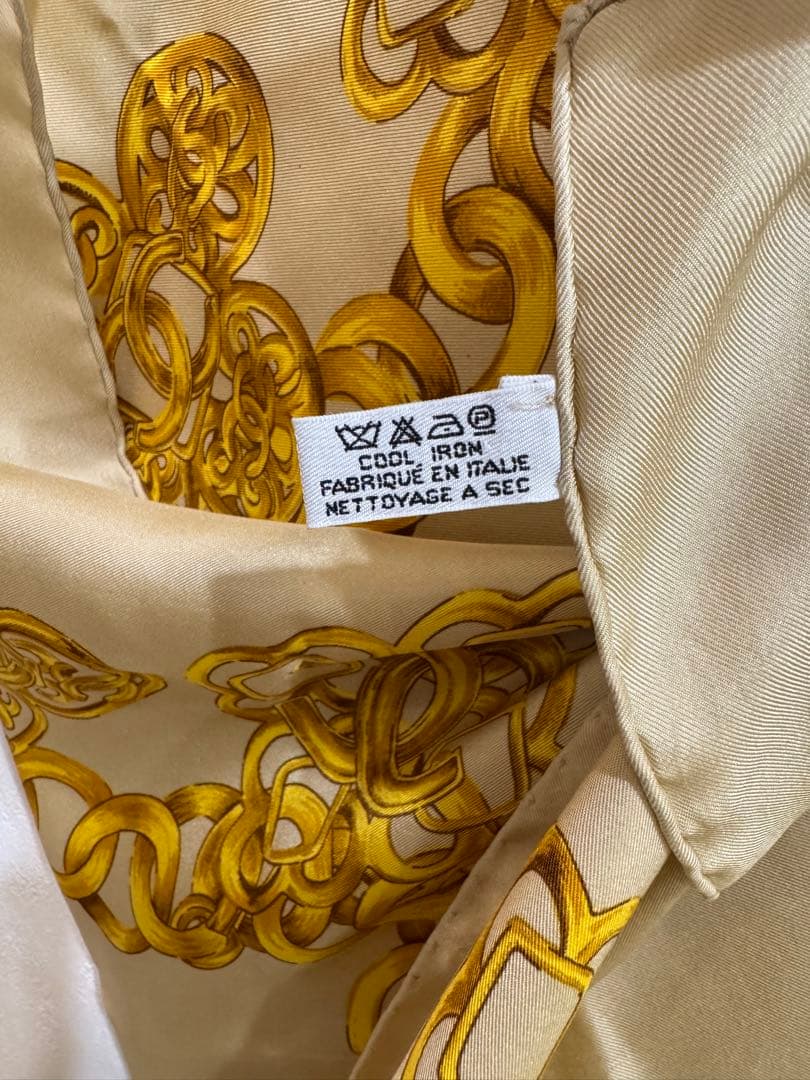 P
COOL IRON
FABRIQUÉ EN ITALIE
NETTOYAGE A SEC